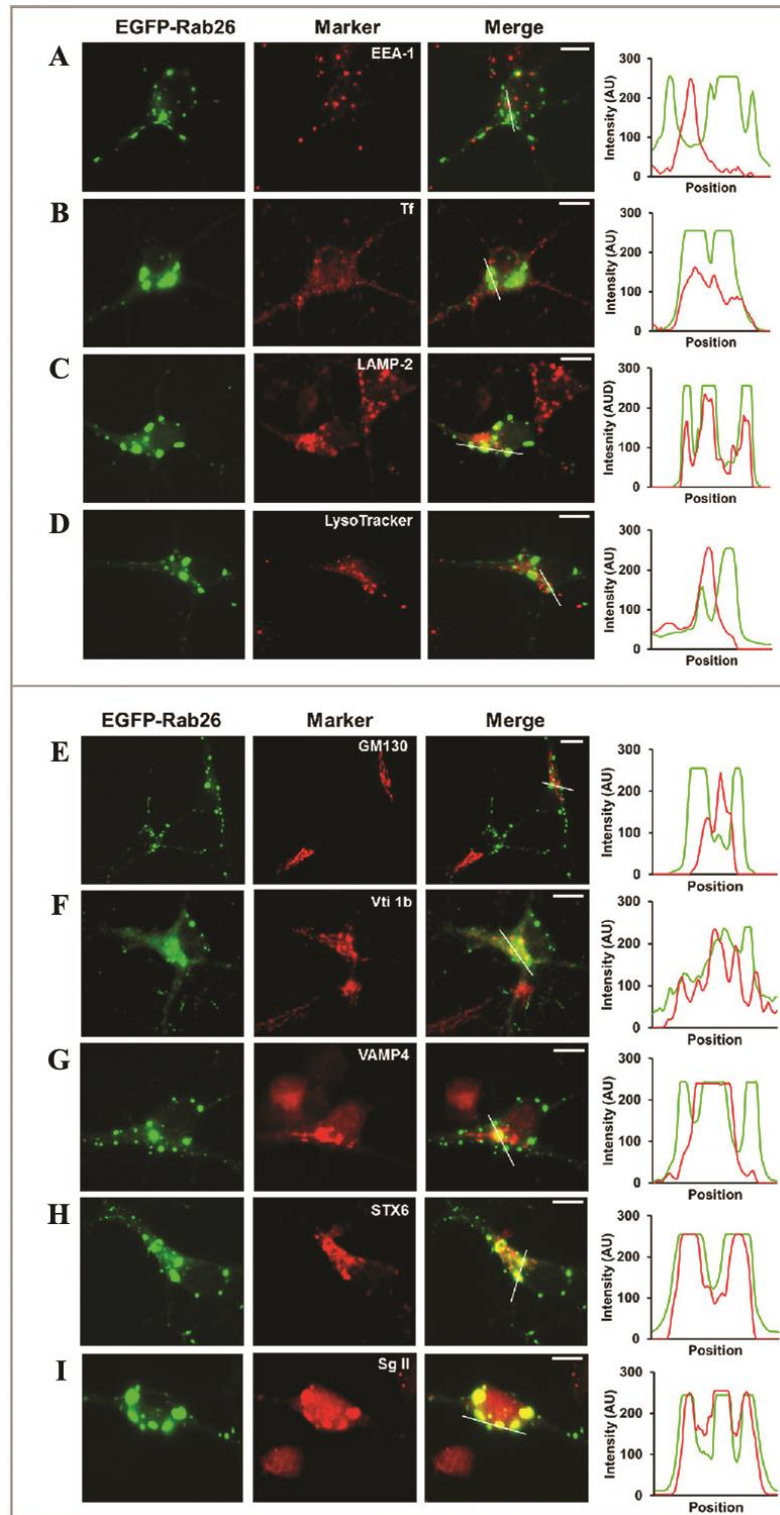 EGFP-Rab26 Marker Merge
A EEA-1
300
200
100
0
Intensity (AU)
Position
B Tf
300
200
100
0
Intensity (AU)
Position
C LAMP-2
300
200
100
0
Intesnity (AUD)
Position
D LysoTracker
300
200
100
0
Intensity (AU)
Position
EGFP-Rab26 Marker Merge
E GM130
300
200
100
0
Intensity (AU)
Position
F Vti 1b
300
200
100
0
Intensity (AU)
Position
G VAMP4
300
200
100
0
Intensity (AU)
Position
H STX6
300
200
100
0
Intensity (AU)
Position
I Sg II
300
200
100
0
Intensity (AU)
Position